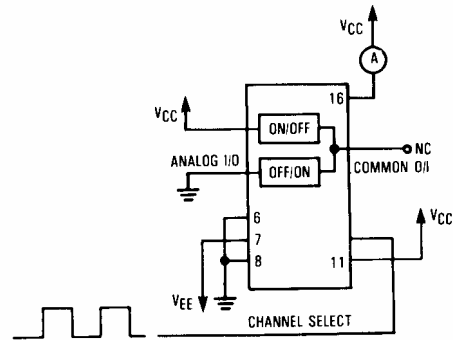 VCC
A
16
VCC
ON/OFF
NC
ANALOG I/O
OFF/ON
COMMON O/I
6
VCC
7
8
11
VEE
CHANNEL SELECT